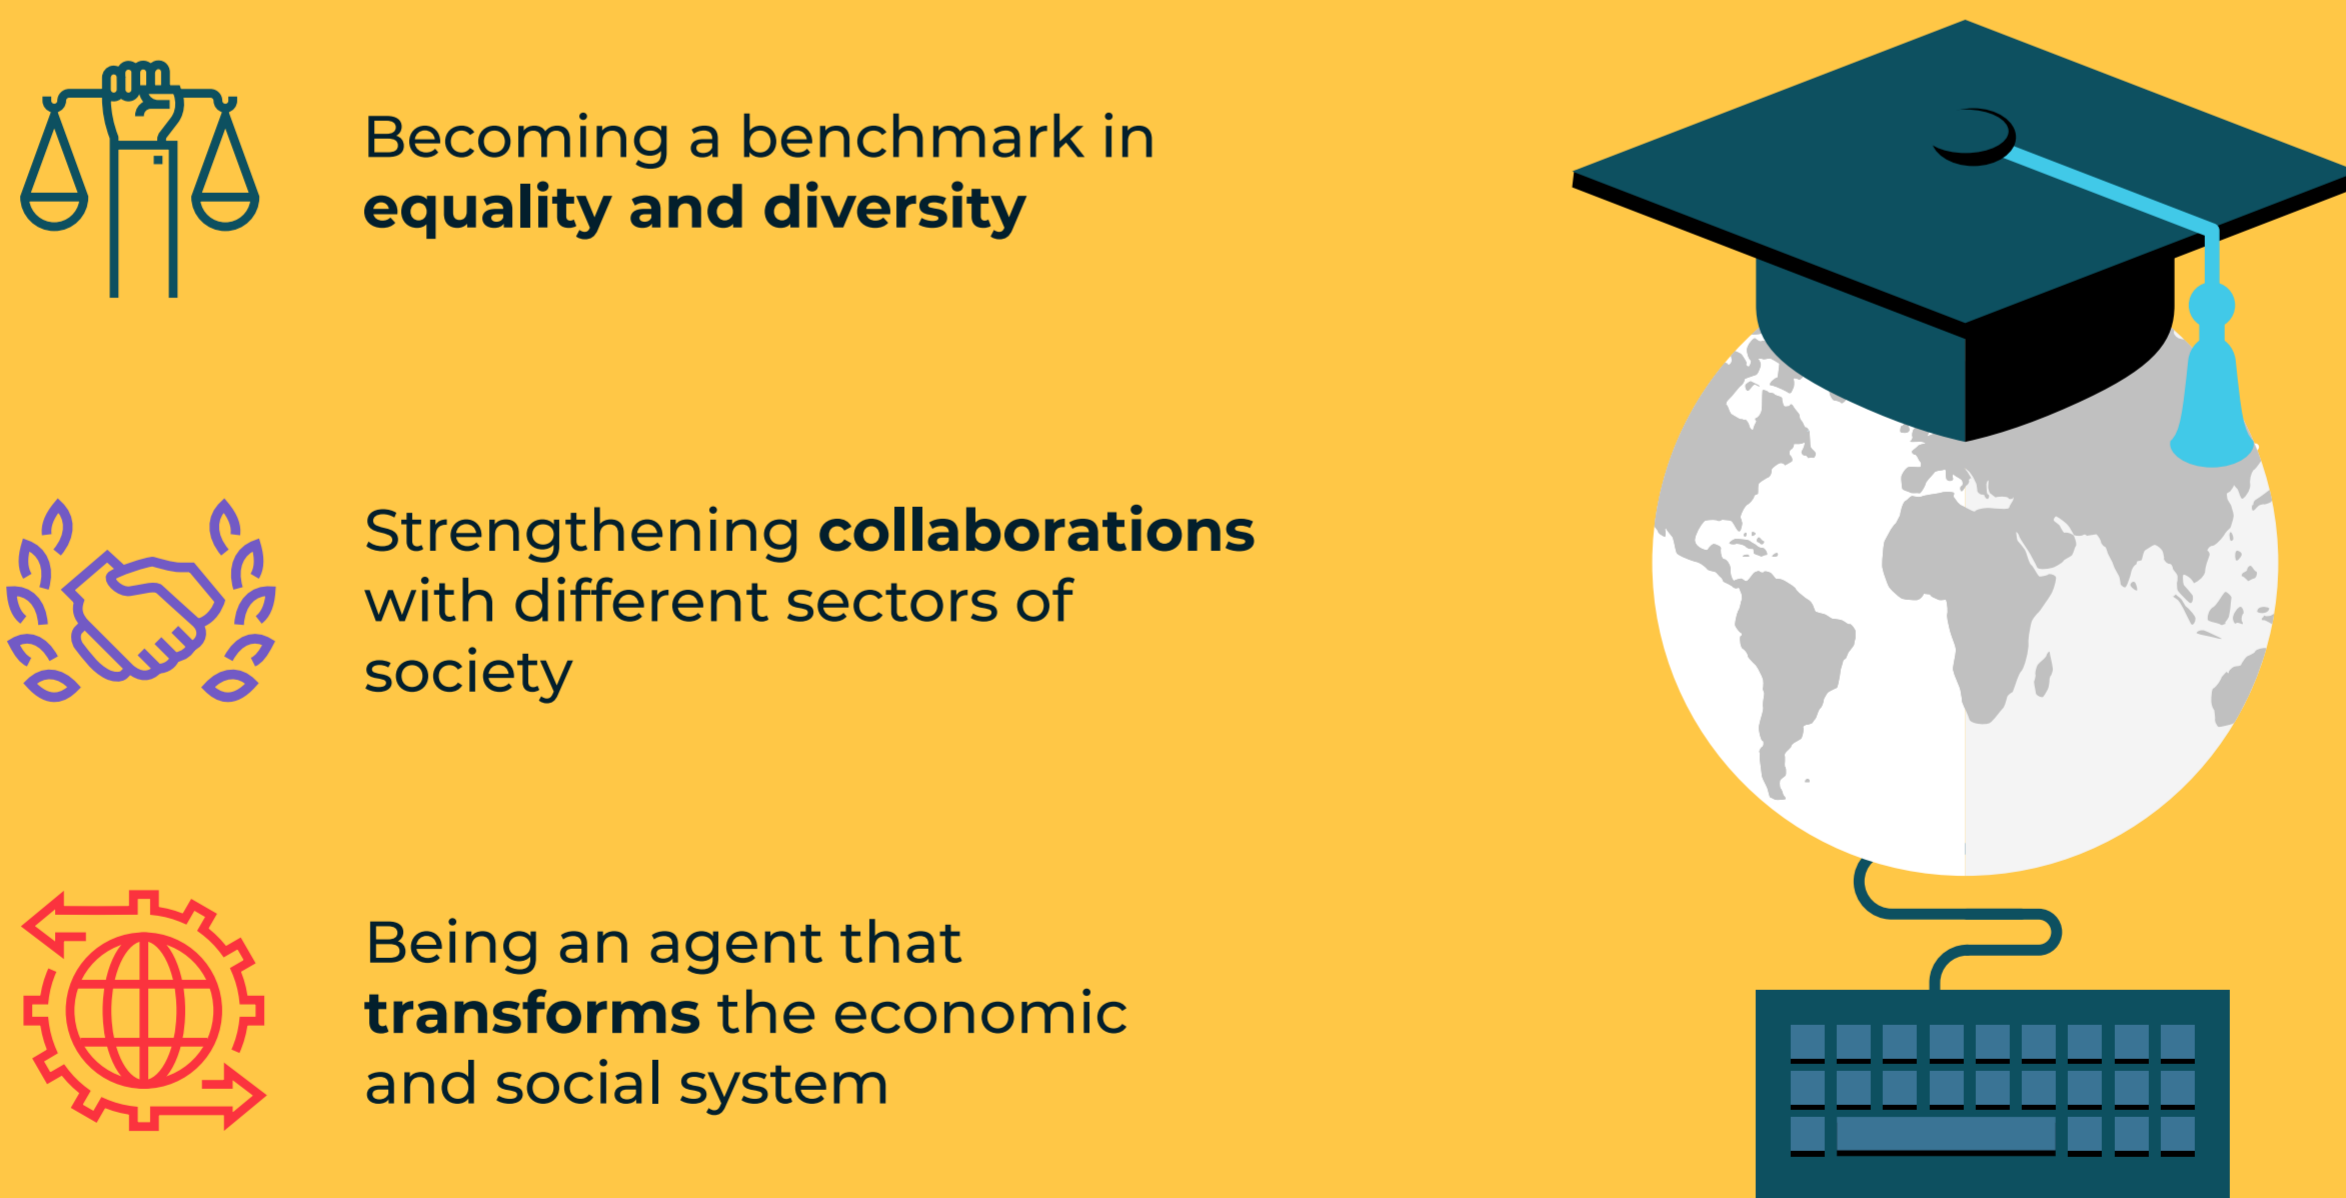 Becoming a benchmark in
equality and diversity
Strengthening collaborations
with different sectors of
society
Being an agent that
transforms the economic
and social system